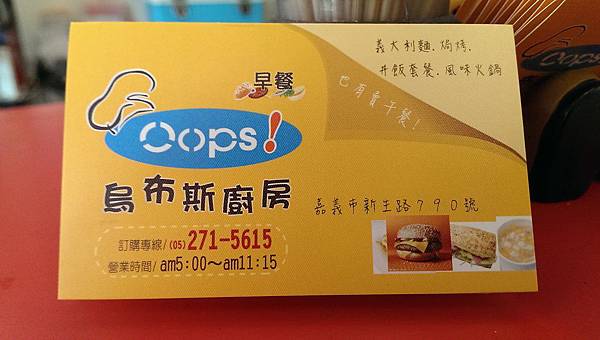 義大利麵.焗烤.
丼飯套餐.風味火鍋
也有賣午餐!
早餐
Oops!
烏布斯廚房
嘉義市新生路790號
訂購專線/(05)271-5615
營業時間/am5:00～am11:15
Oops!